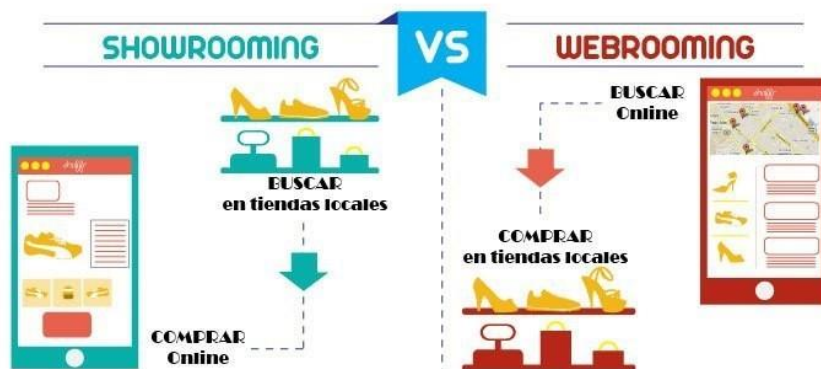 SHOWROOMING
VS
WEBROOMING
BUSCAR
en tiendas locales
COMPRAR
Online
BUSCAR
Online
COMPRAR
en tiendas locales